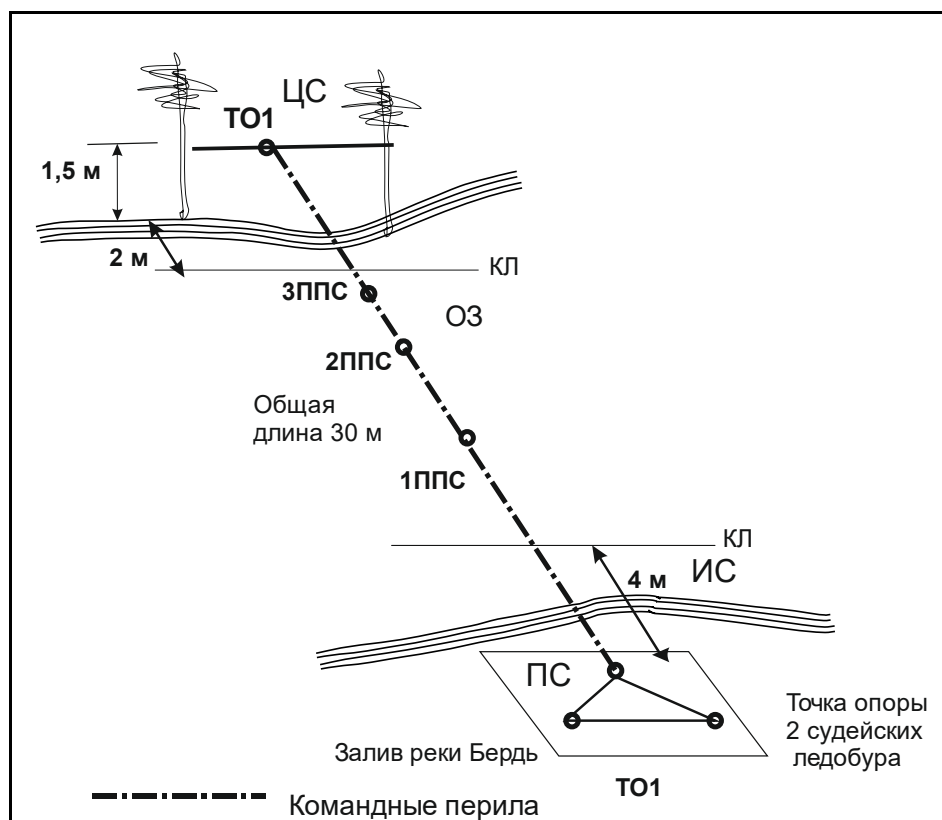 ЦС
ТО1
1,5 м
2 м
КЛ
3ППС
ОЗ
2ППС
Общая
длина 30 м
1ППС
КЛ
ИС
4 м
ПС
Точка опоры
2 судейских
ледобура
Залив реки Бердь
ТО1
Командные перила